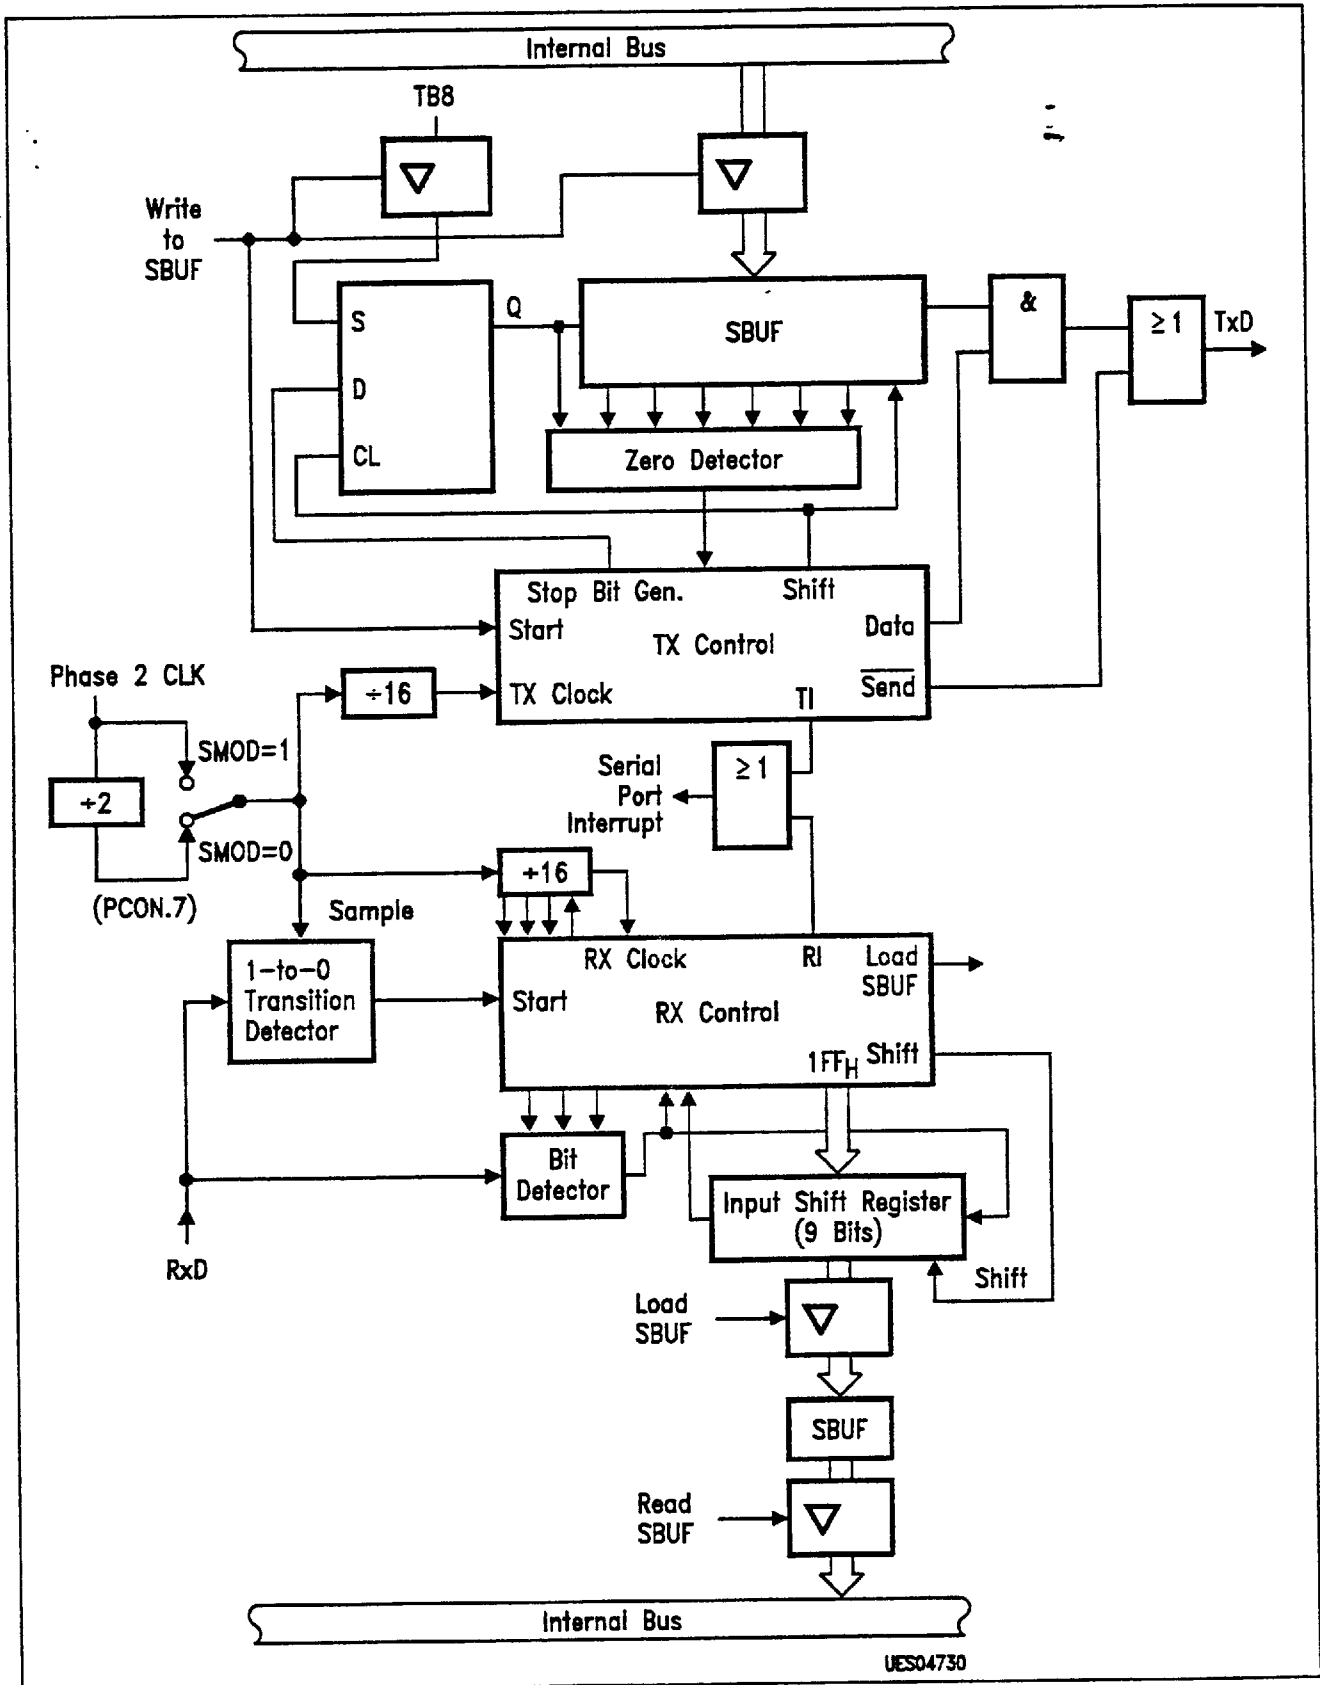 Internal Bus
TB8
Write
to
SBUF
S
Q
D
CL
SBUF
&
≥1
TxD
Zero Detector
Stop Bit Gen.
Shift
Start
TX Control
Data
TX Clock
TI
Send
Phase 2 CLK
÷16
SMOD=1
÷2
SMOD=0
(PCON.7)
Serial
Port
Interrupt
≥1
÷16
Sample
1-to-0
Transition
Detector
RX Clock
RI
Load
SBUF
Start
RX Control
1FFH
Shift
Bit
Detector
Input Shift Register
(9 Bits)
RxD
Shift
Load
SBUF
SBUF
Read
SBUF
Internal Bus
UES04730